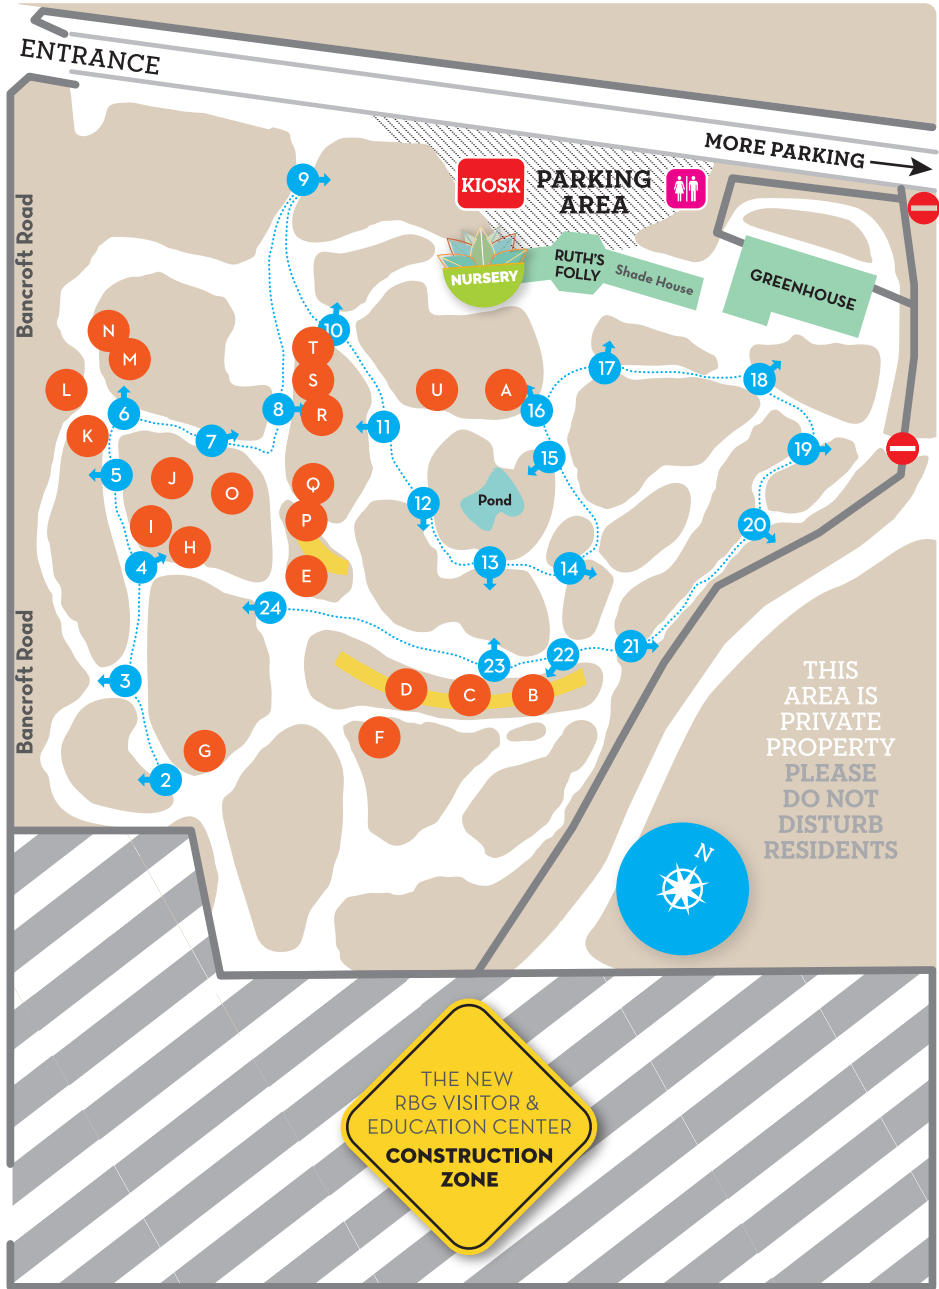 ENTRANCE
MORE PARKING
KIOSK
PARKING
AREA
Bancroft Road
NURSERY
RUTH'S
FOLLY
Shade House
GREENHOUSE
9
10
N
M
T
L
S
U
A
17
18
6
8
R
16
K
7
11
19
5
J
O
Q
15
12
Pond
I
P
20
H
4
E
13
14
24
Bancroft Road
3
23
22
21
D
C
B
G
F
2
THIS
AREA IS
PRIVATE
PROPERTY
PLEASE
DO NOT
DISTURB
RESIDENTS
N
THE NEW
RBG VISITOR &
EDUCATION CENTER
CONSTRUCTION
ZONE